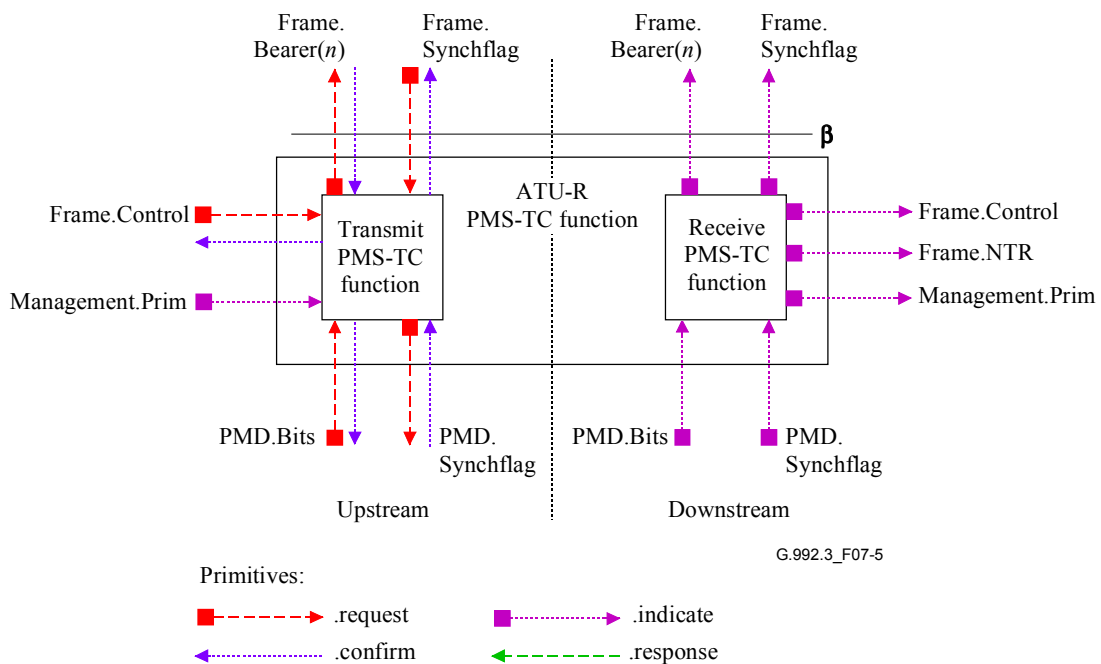 Frame.
Bearer(n)
Frame.
Synchflag
Frame.
Bearer(n)
Frame.
Synchflag
β
ATU-R
PMS-TC function
Frame.Control
Transmit
PMS-TC
function
Management.Prim
Receive
PMS-TC
function
Frame.Control
Frame.NTR
Management.Prim
PMD.Bits
PMD.
Synchflag
PMD.Bits
PMD.
Synchflag
Upstream
Downstream
G.992.3_F07-5
Primitives:
.request
.indicate
.confirm
.response